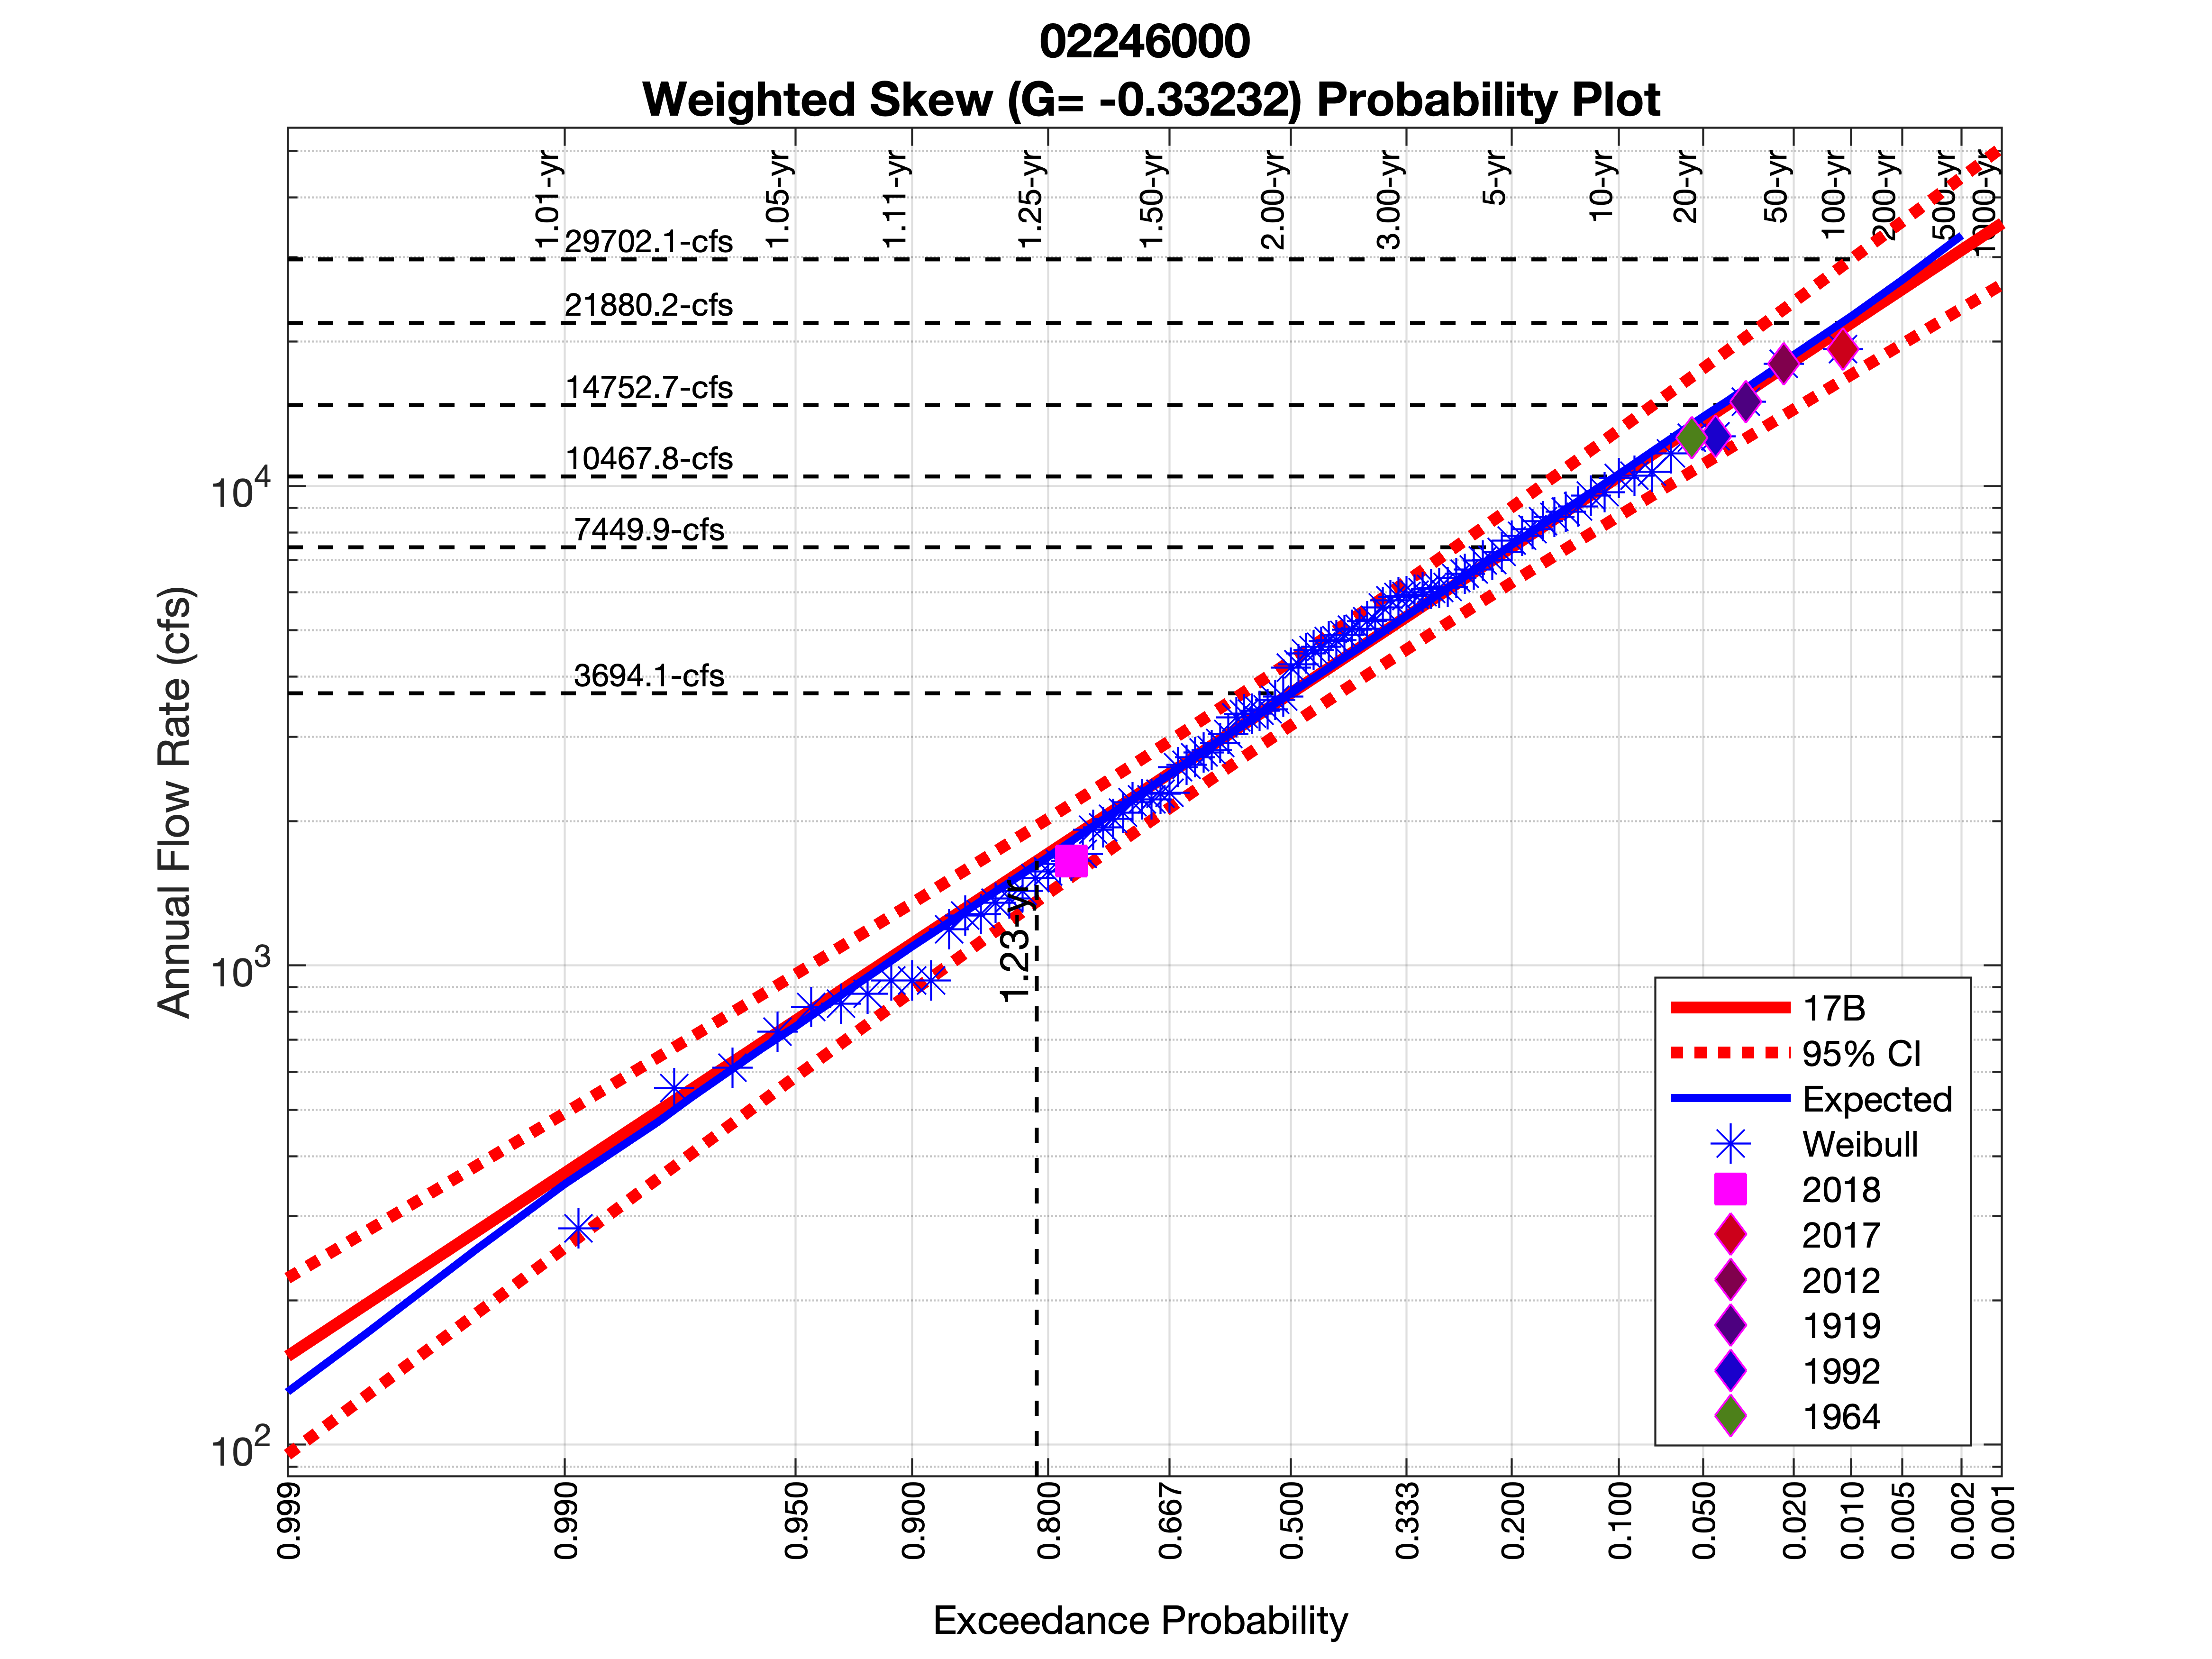 02246000
Weighted Skew (G= -0.33232) Probability Plot
1.01-yr
1.05-yr
1.11-yr
1.25-yr
1.50-yr
2.00-yr
3.00-yr
5-yr
10-yr
20-yr
50-yr
100-yr
200-yr
500-yr
1000-yr
29702.1-cfs
21880.2-cfs
14752.7-cfs
10467.8-cfs
7449.9-cfs
3694.1-cfs
1.23-yr
Annual Flow Rate (cfs)
10^4
10^3
10^2
17B
95% CI
Expected
Weibull
2018
2017
2012
1919
1992
1964
0.999
0.990
0.950
0.900
0.800
0.667
0.500
0.333
0.200
0.100
0.050
0.020
0.010
0.005
0.002
0.001
Exceedance Probability